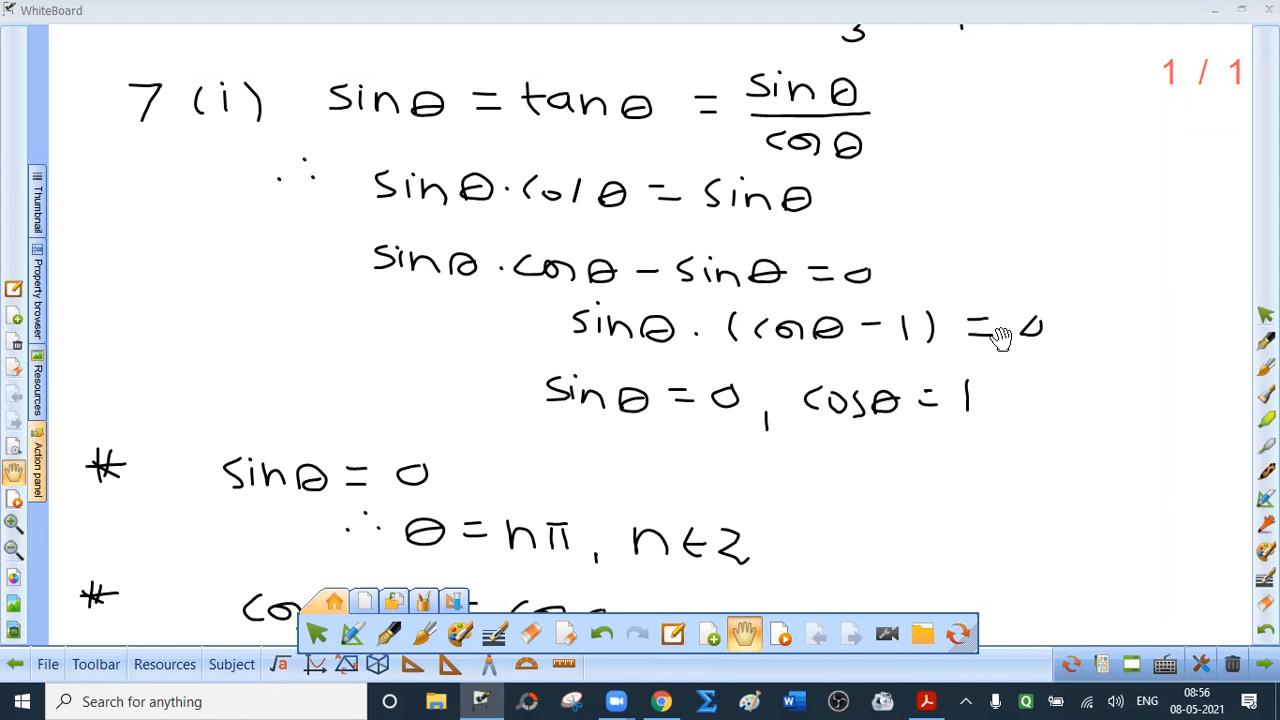 WhiteBoard
3
1 / 1
7 (i) sinθ = tanθ = sinθ
cosθ
∴ sinθ·cosθ = sinθ
sinθ·cosθ - sinθ = 0
sinθ·(cosθ - 1) = 0
sinθ = 0, cosθ = 1
* sinθ = 0
∴ θ = nπ, n ∈ Z
*
Thumbnail
Property browser
Resources
Action panel
File Toolbar Resources Subject
Search for anything
ENG
08:56
08-05-2021